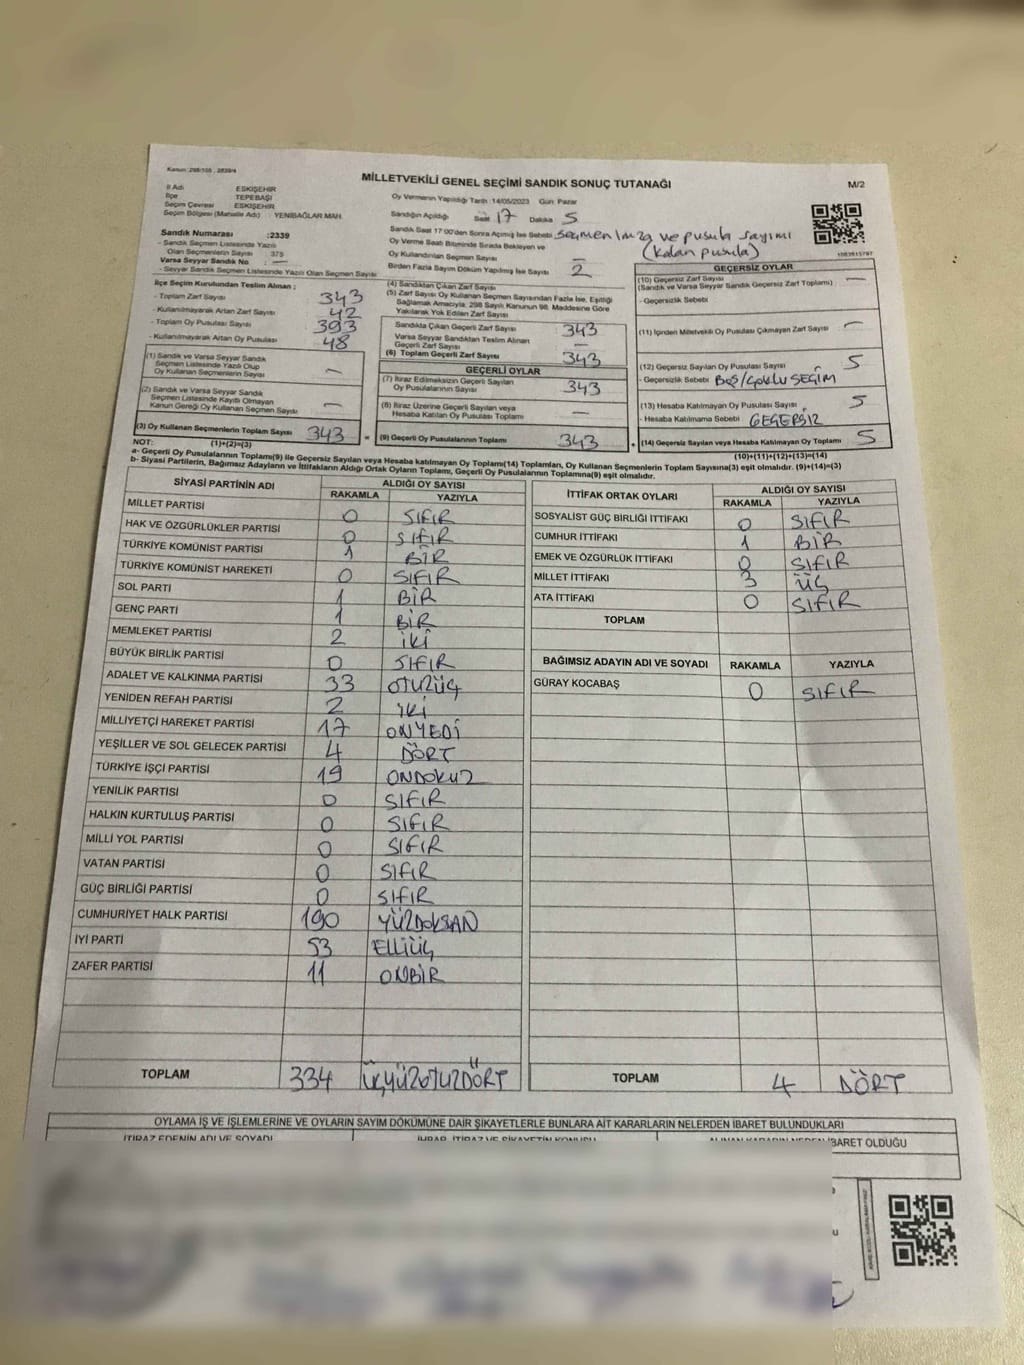 Kanun: 298/105 , 2839/4
MİLLETVEKİLİ GENEL SEÇİMİ SANDIK SONUÇ TUTANAĞI
M/2
İl Adı ESKİŞEHİR
İlçe TEPEBAŞI
Seçim Çevresi ESKİŞEHİR
Seçim Bölgesi (Mahalle Adı) YENİBAĞLAR MAH.
Oy Vermenin Yapıldığı Tarih :14/05/2023 Gün: Pazar
Sandığın Açıldığı Saat 17 Dakika 5
Sandık Saat 17:00'den Sonra Açılmış İse Sebebi Seçmen imza ve pusula sayımı
(kalan pusula)
Oy Verme Saati Bitiminde Sırada Bekleyen ve
Oy Kullandırılan Seçmen Sayısı —
Birden Fazla Sayım Döküm Yapılmış İse Sayısı 2
Sandık Numarası :2339
- Sandık Seçmen Listesinde Yazılı
Olan Seçmenlerin Sayısı 375
Varsa Seyyar Sandık No —
- Seyyar Sandık Seçmen Listesinde Yazılı Olan Seçmen Sayısı
İlçe Seçim Kurulundan Teslim Alınan ;
- Toplam Zarf Sayısı 343
- Kullanılmayarak Artan Zarf Sayısı 42
- Toplam Oy Pusulası Sayısı 393
- Kullanılmayarak Artan Oy Pusulası 48
(1) Sandık ve Varsa Seyyar Sandık
Seçmen Listesinde Yazılı Olup
Oy Kullanan Seçmenlerin Sayısı —
(2) Sandık ve Varsa Seyyar Sandık
Seçmen Listesinde Kayıtlı Olmayan
Kanun Gereği Oy Kullanan Seçmen Sayısı —
(3) Oy Kullanan Seçmenlerin Toplam Sayısı 343
(1)+(2)=(3)
(4) Sandıktan Çıkan Zarf Sayısı
(5) Zarf Sayısı Oy Kullanan Seçmen Sayısından Fazla İse, Eşitliği
Sağlamak Amacıyla, 298 Sayılı Kanunun 98. Maddesine Göre
Yakılarak Yok Edilen Zarf Sayısı
Sandıkta Çıkan Geçerli Zarf Sayısı 343
Varsa Seyyar Sandıktan Teslim Alınan
Geçerli Zarf Sayısı —
(6) Toplam Geçerli Zarf Sayısı 343
GEÇERLİ OYLAR
(7) İtiraz Edilmeksizin Geçerli Sayılan
Oy Pusulalarının Sayısı 343
(8) İtiraz Üzerine Geçerli Sayılan veya
Hesaba Katılan Oy Pusulası Toplamı —
= (9) Geçerli Oy Pusulalarının Toplamı 343
GEÇERSİZ OYLAR
(10) Geçersiz Zarf Sayısı
(Sandık ve Varsa Seyyar Sandık Geçersiz Zarf Toplamı) —
- Geçersizlik Sebebi
(11) İçinden Milletvekili Oy Pusulası Çıkmayan Zarf Sayısı —
(12) Geçersiz Sayılan Oy Pusulası Sayısı 5
- Geçersizlik Sebebi BOŞ/ÇOKLU SEÇİM
(13) Hesaba Katılmayan Oy Pusulası Sayısı 5
- Hesaba Katılmama Sebebi GEÇERSİZ
+ (14) Geçersiz Sayılan veya Hesaba Katılmayan Oy Toplamı 5
(10)+(11)+(12)+(13)=(14)
NOT:
a- Geçerli Oy Pusulalarının Toplamı(9) ile Geçersiz Sayılan veya Hesaba katılmayan Oy Toplamı(14) Toplamları, Oy Kullanan Seçmenlerin Toplam Sayısına(3) eşit olmalıdır. (9)+(14)=(3)
b- Siyasi Partilerin, Bağımsız Adayların ve İttifakların Aldığı Ortak Oyların Toplamı, Geçerli Oy Pusulalarının Toplamına(9) eşit olmalıdır.
SİYASİ PARTİNİN ADI ALDIĞI OY SAYISI
RAKAMLA YAZIYLA
MİLLET PARTİSİ 0 SIFIR
HAK VE ÖZGÜRLÜKLER PARTİSİ 0 SIFIR
TÜRKİYE KOMÜNİST PARTİSİ 1 BİR
TÜRKİYE KOMÜNİST HAREKETİ 0 SIFIR
SOL PARTİ 1 BİR
GENÇ PARTİ 1 BİR
MEMLEKET PARTİSİ 2 İKİ
BÜYÜK BİRLİK PARTİSİ 0 SIFIR
ADALET VE KALKINMA PARTİSİ 33 OTUZÜÇ
YENİDEN REFAH PARTİSİ 2 İKİ
MİLLİYETÇİ HAREKET PARTİSİ 17 ONYEDİ
YEŞİLLER VE SOL GELECEK PARTİSİ 4 DÖRT
TÜRKİYE İŞÇİ PARTİSİ 19 ONDOKUZ
YENİLİK PARTİSİ 0 SIFIR
HALKIN KURTULUŞ PARTİSİ 0 SIFIR
MİLLİ YOL PARTİSİ 0 SIFIR
VATAN PARTİSİ 0 SIFIR
GÜÇ BİRLİĞİ PARTİSİ 0 SIFIR
CUMHURİYET HALK PARTİSİ 190 YÜZDOKSAN
İYİ PARTİ 53 ELLİÜÇ
ZAFER PARTİSİ 11 ONBİR
TOPLAM 334 ÜÇYÜZOTUZDÖRT
İTTİFAK ORTAK OYLARI ALDIĞI OY SAYISI
RAKAMLA YAZIYLA
SOSYALİST GÜÇ BİRLİĞİ İTTİFAKI 0 SIFIR
CUMHUR İTTİFAKI 1 BİR
EMEK VE ÖZGÜRLÜK İTTİFAKI 0 SIFIR
MİLLET İTTİFAKI 3 ÜÇ
ATA İTTİFAKI 0 SIFIR
TOPLAM
BAĞIMSIZ ADAYIN ADI VE SOYADI RAKAMLA YAZIYLA
GÜRAY KOCABAŞ 0 SIFIR
TOPLAM 4 DÖRT
OYLAMA İŞ VE İŞLEMLERİNE VE OYLARIN SAYIM DÖKÜMÜNE DAİR ŞİKAYETLERLE BUNLARA AİT KARARLARIN NELERDEN İBARET BULUNDUKLARI
İTİRAZ EDENİN ADI VE SOYADI İHBAR, İTİRAZ VE ŞİKAYETİN KONUSU ALINAN KARARIN NEDEN İBARET OLDUĞU